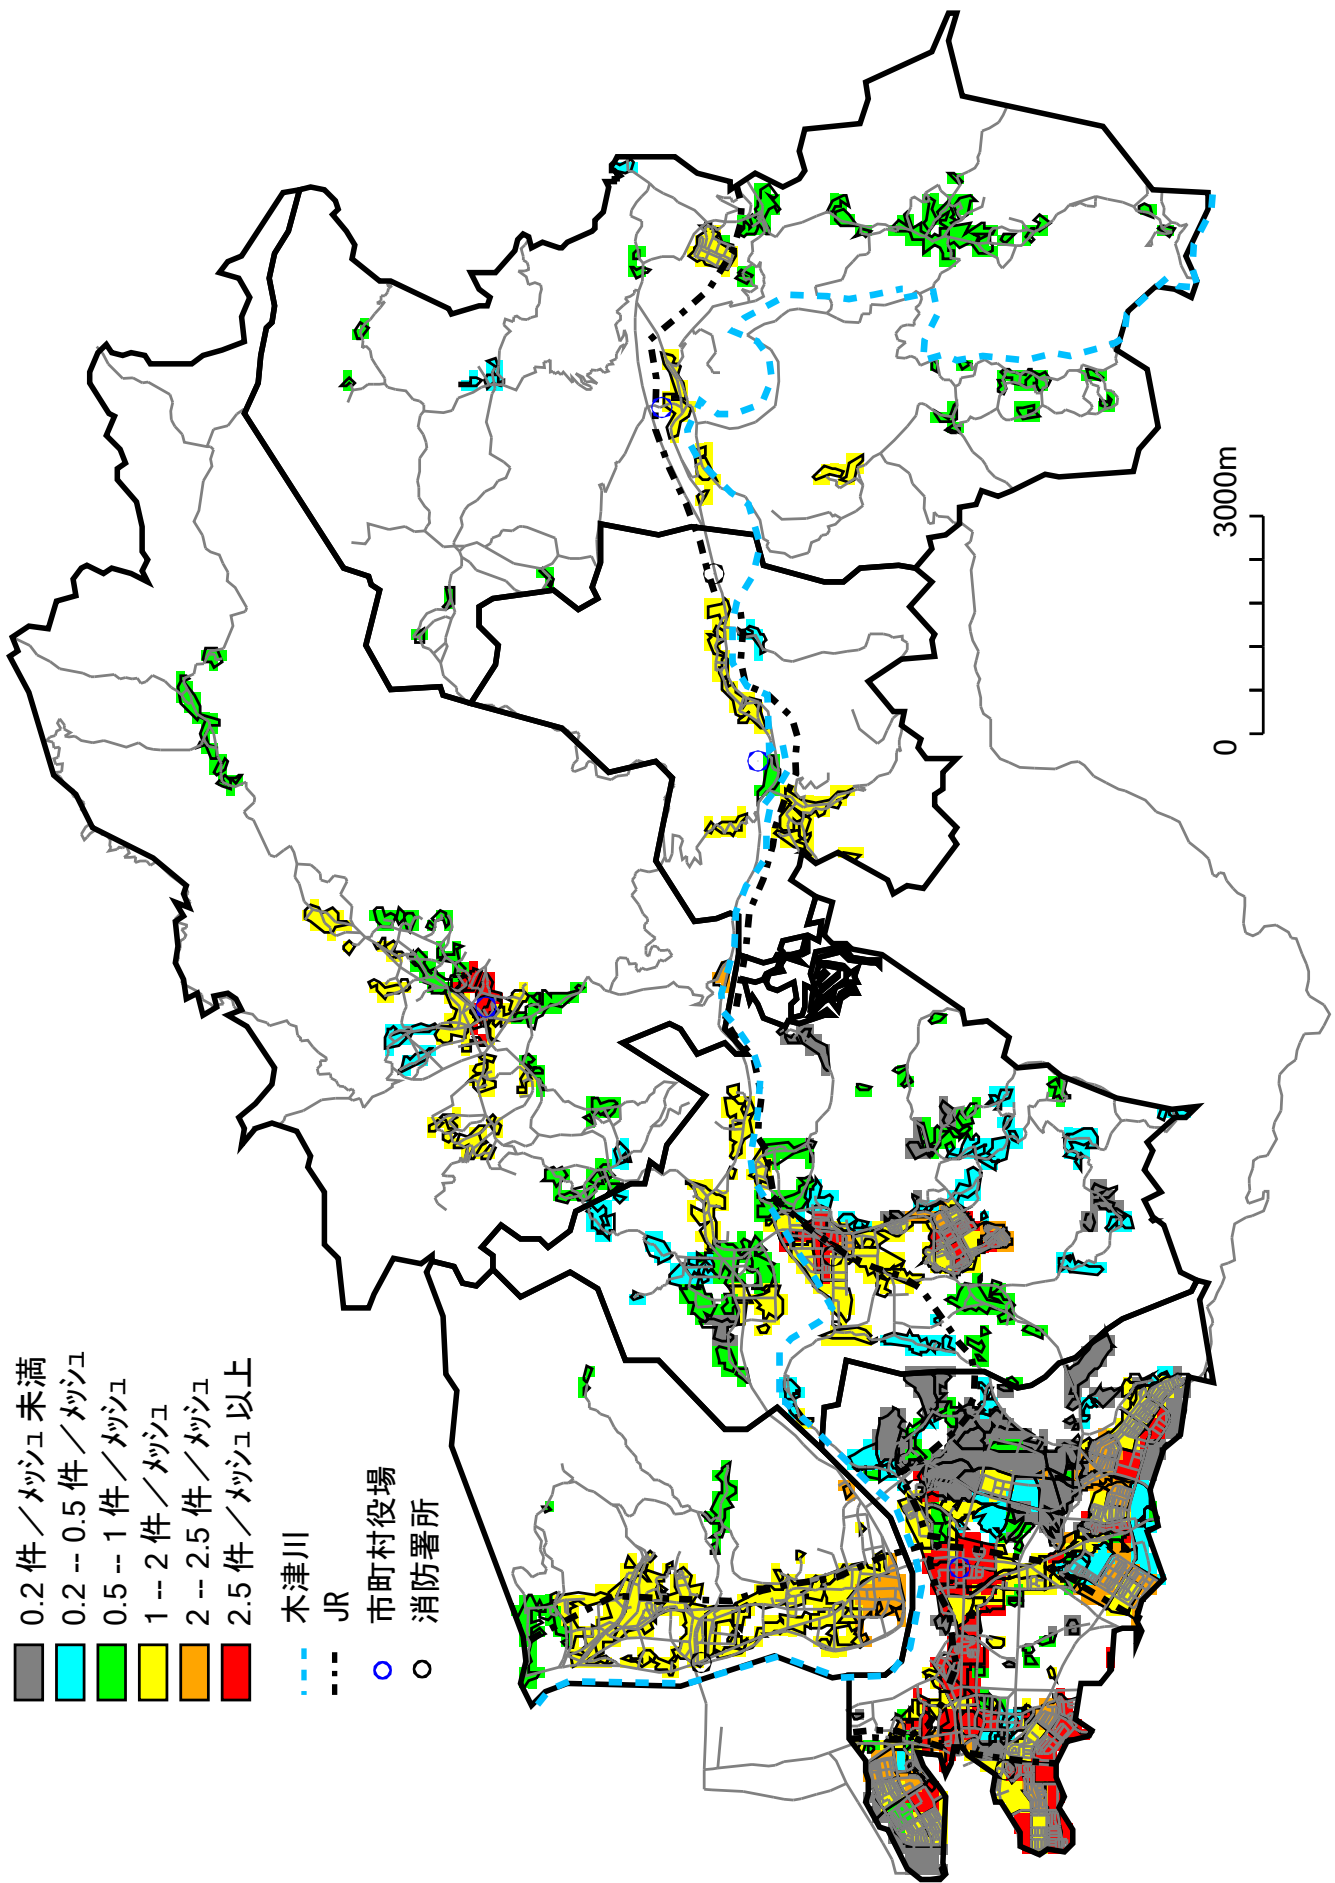 0.2 件／メッシュ未満
0.2 -- 0.5 件／メッシュ
0.5 -- 1 件／メッシュ
1 -- 2 件／メッシュ
2 -- 2.5 件／メッシュ
2.5 件／メッシュ以上
木津川
JR
市町村役場
消防署所
0 3000m